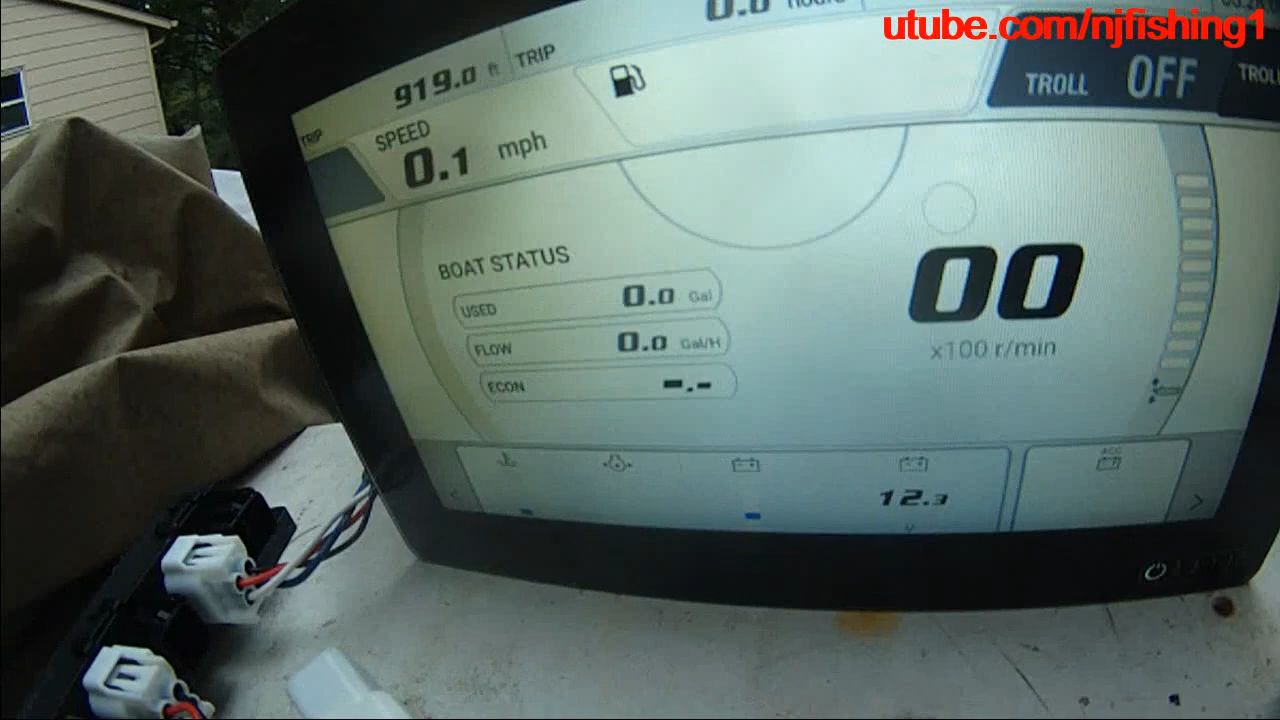 utube.com/njfishing1
0.0 hours
919.0 ft TRIP
TRIP
SPEED
0.1 mph
TROLL OFF
BOAT STATUS
USED 0.0 Gal
FLOW 0.0 Gal/H
ECON -.-
00
x100 r/min
12.3
V
ACC